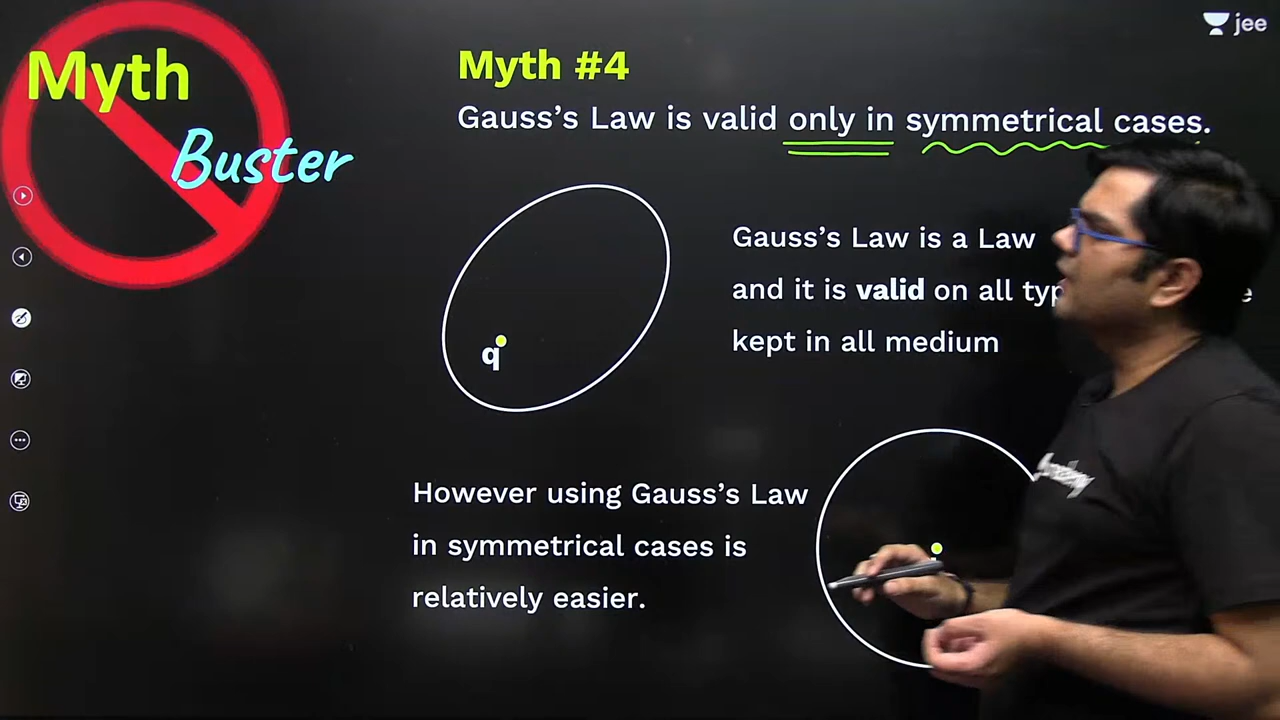 Myth
Buster
jee
Myth #4
Gauss's Law is valid only in symmetrical cases.
Gauss's Law is a Law
and it is valid on all
kept in all medium
q
However using Gauss's Law
in symmetrical cases is
relatively easier.